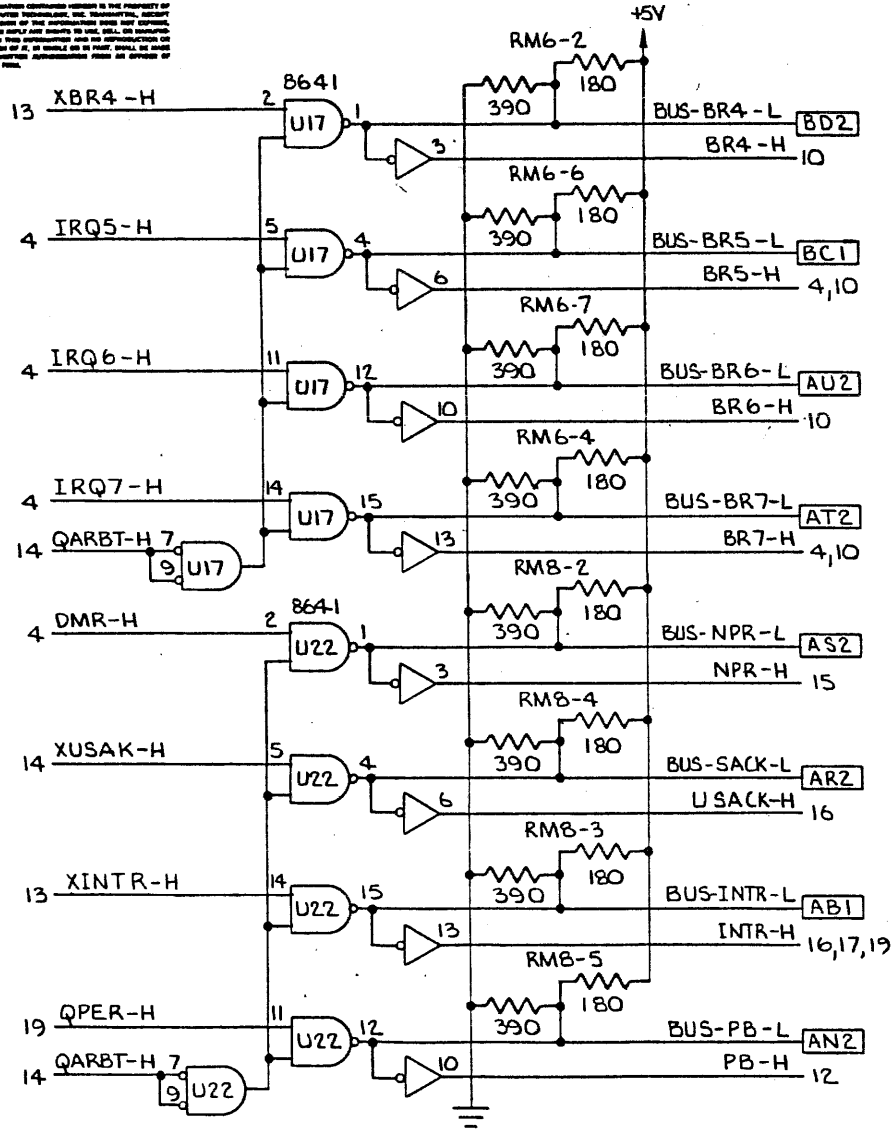 +5V
RM6-2
180
390
8641
13 XBR4-H 2 U17 1 BUS-BR4-L BD2
3 BR4-H 10
RM6-6
180
390
4 IRQ5-H 5 U17 4 BUS-BR5-L BC1
6 BR5-H 4,10
RM6-7
180
390
4 IRQ6-H 11 U17 12 BUS-BR6-L AU2
10 BR6-H 10
RM6-4
180
390
4 IRQ7-H 14 U17 15 BUS-BR7-L AT2
14 QARBT-H 7 9 U17 13 BR7-H 4,10
RM8-2
180
390
8641
4 DMR-H 2 U22 1 BUS-NPR-L AS2
3 NPR-H 15
RM8-4
180
390
14 XUSAK-H 5 U22 4 BUS-SACK-L AR2
6 USACK-H 16
RM8-3
180
390
13 XINTR-H 14 U22 15 BUS-INTR-L AB1
13 INTR-H 16,17,19
RM8-5
180
390
19 QPER-H 11 U22 12 BUS-PB-L AN2
14 QARBT-H 7 9 U22 10 PB-H 12